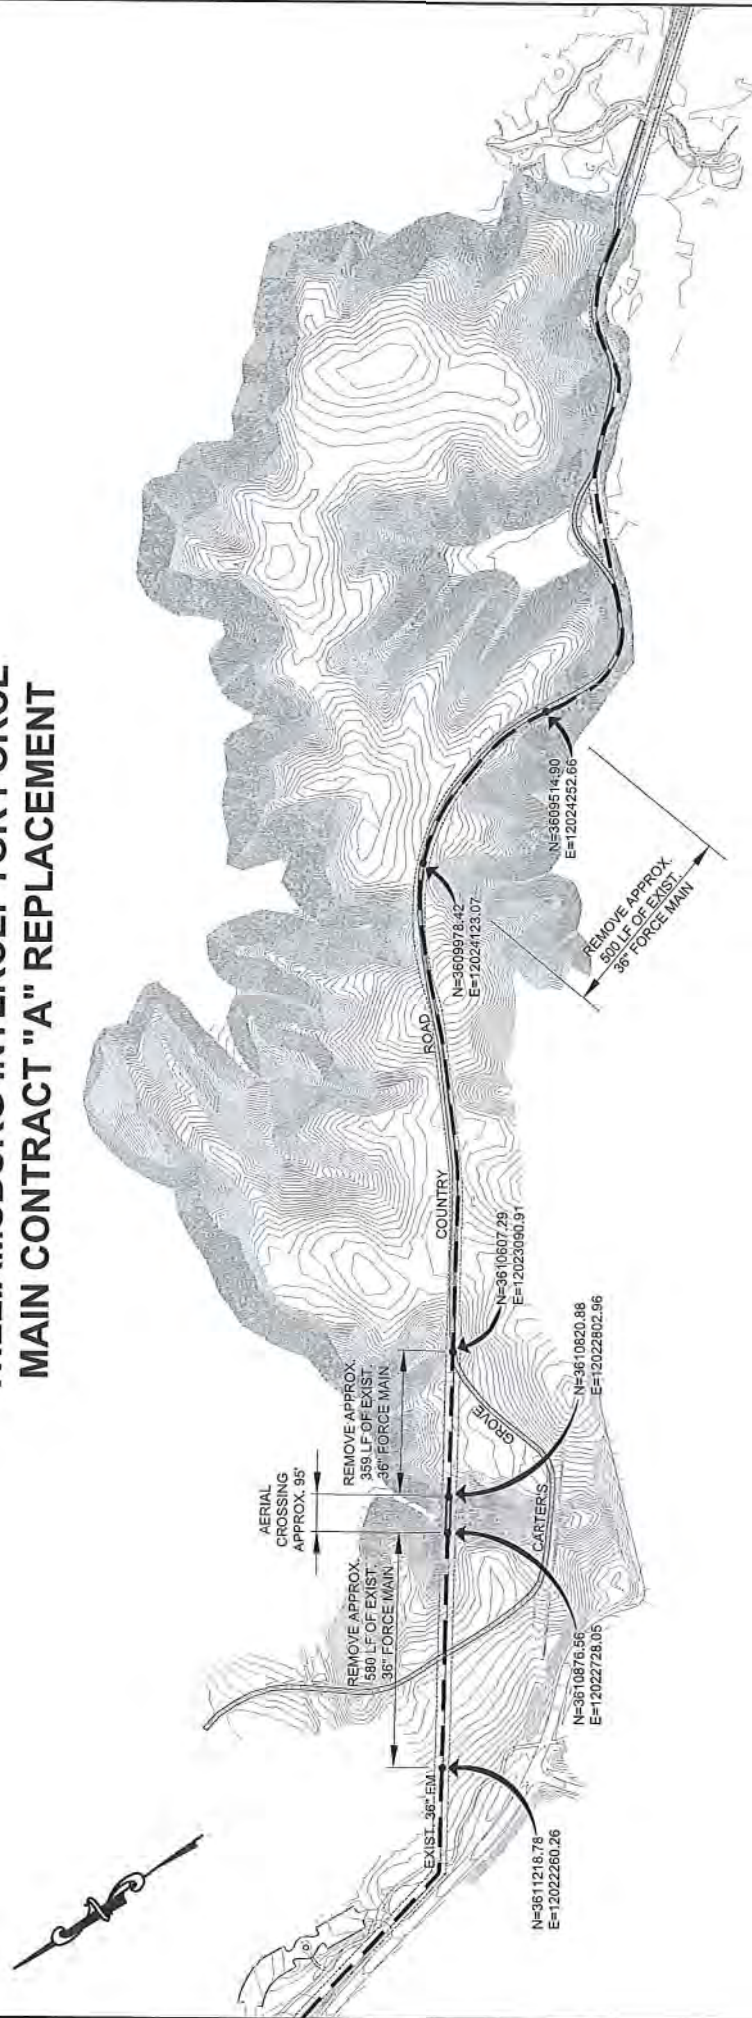 MAIN CONTRACT "A" REPLACEMENT
EXIST. 36" FM
N=3611218.78
E=12022260.26
REMOVE APPROX.
580 LF OF EXIST.
36" FORCE MAIN
AERIAL
CROSSING
APPROX. 95'
REMOVE APPROX.
359 LF OF EXIST.
36" FORCE MAIN
N=3610876.56
E=12022728.05
CARTER'S
GROVE
N=3610820.88
E=12022802.96
N=3610607.29
E=12023090.91
COUNTRY
ROAD
N=3609978.42
E=12024123.07
N=3609514.90
E=12024252.66
REMOVE APPROX.
500 LF OF EXIST.
36" FORCE MAIN